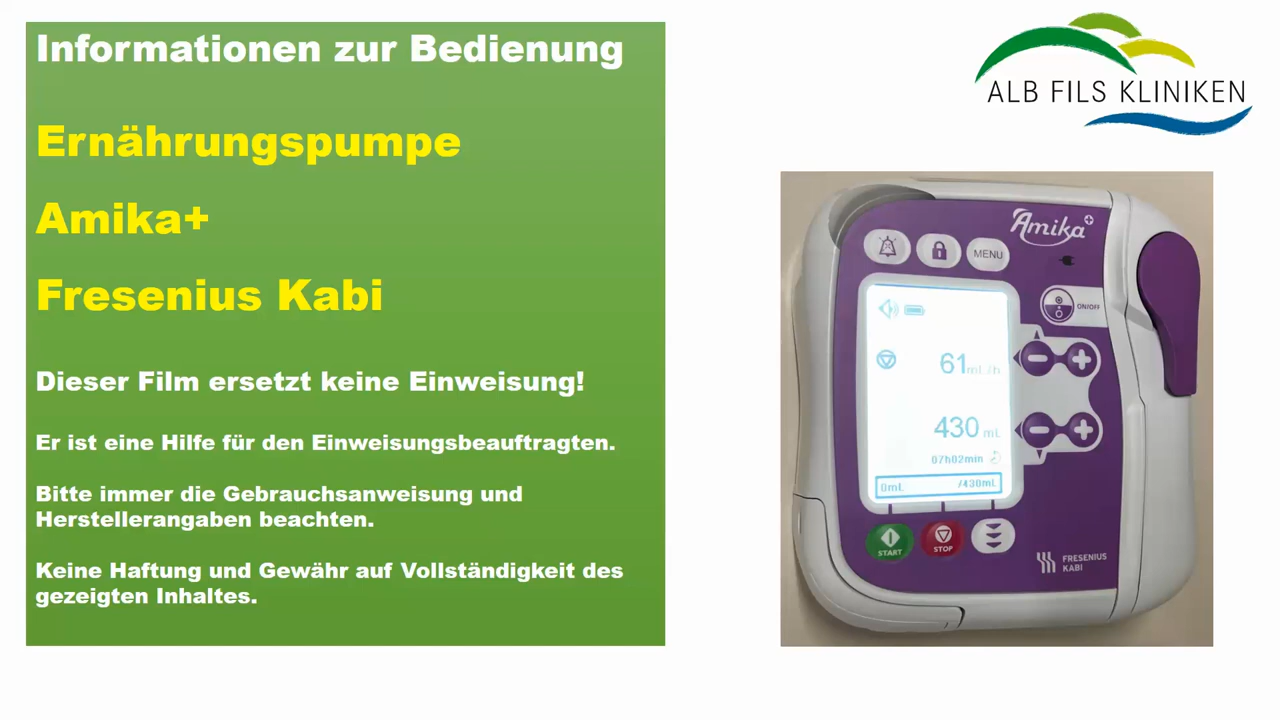 Informationen zur Bedienung
Ernährungspumpe
Amika+
Fresenius Kabi
Dieser Film ersetzt keine Einweisung!
Er ist eine Hilfe für den Einweisungsbeauftragten.
Bitte immer die Gebrauchsanweisung und
Herstellerangaben beachten.
Keine Haftung und Gewähr auf Vollständigkeit des
gezeigten Inhaltes.
ALB FILS KLINIKEN
Amika+
MENU
ON/OFF
61 mL/h
430 mL
07h02min
0mL /430mL
START
STOP
FRESENIUS
KABI